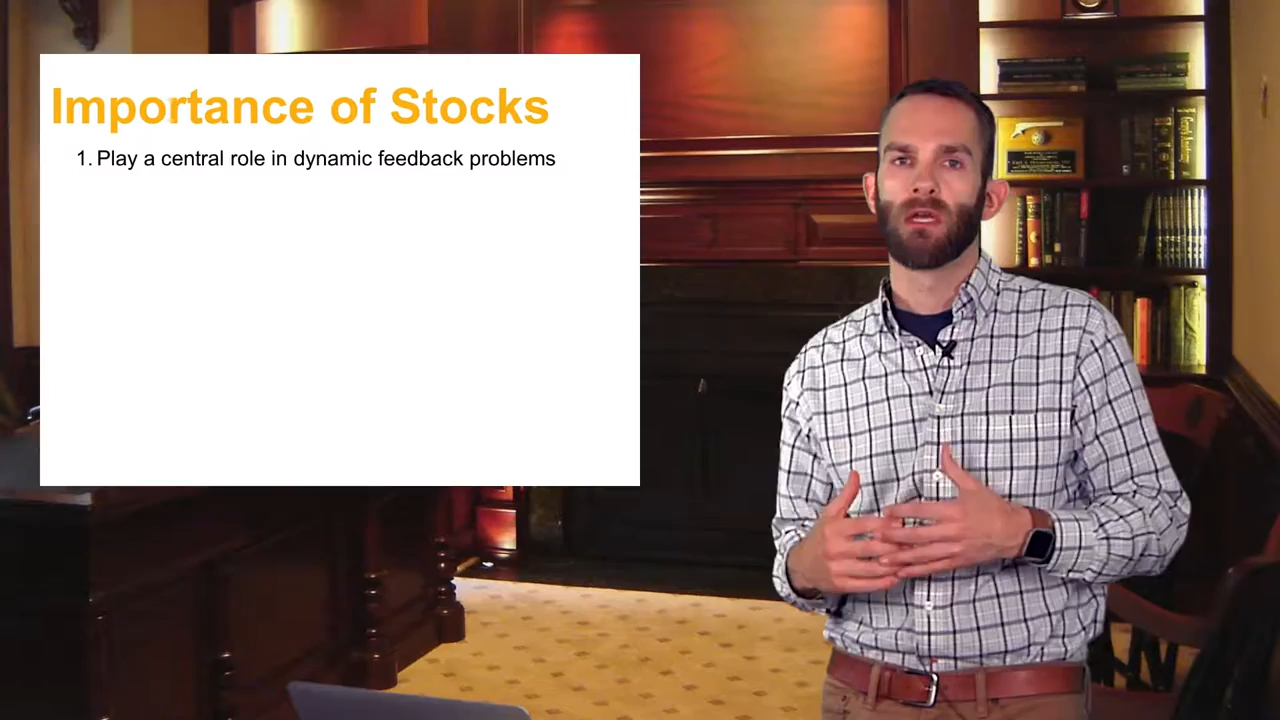 Importance of Stocks
1. Play a central role in dynamic feedback problems